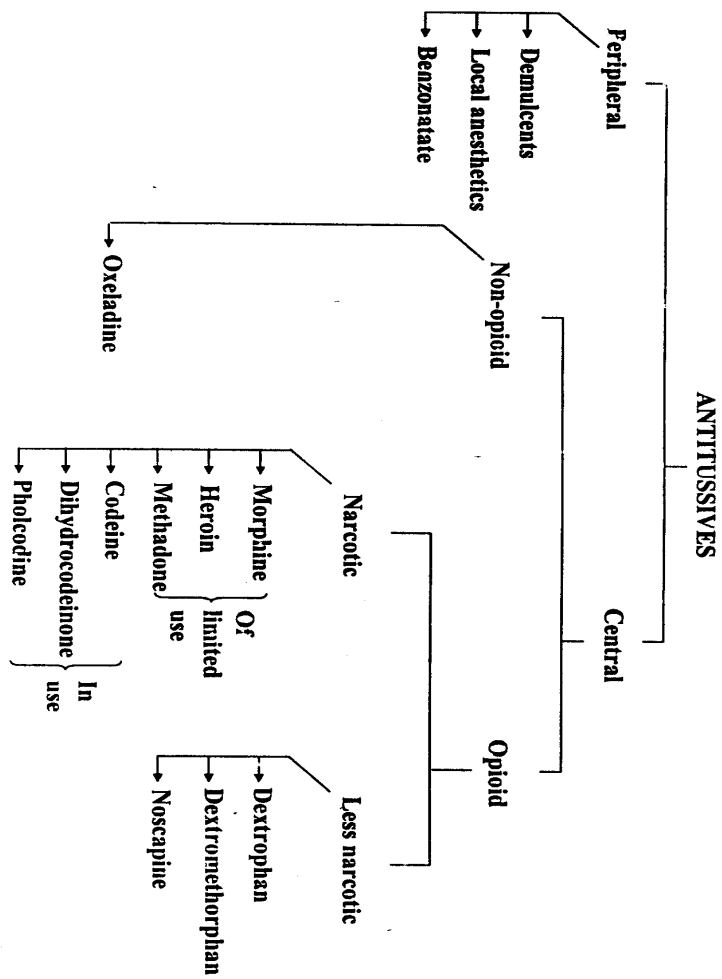 ANTITUSSIVES
Peripheral
Central
Demulcents
Local anesthetics
Benzonatate
Non-opioid
Opioid
Oxeladine
Narcotic
Less narcotic
Morphine
Heroin
Methadone
Of
limited
use
Codeine
Dihydrocodeinone
Pholcodine
In
use
Dextrophan
Dextromethorphan
Noscapine